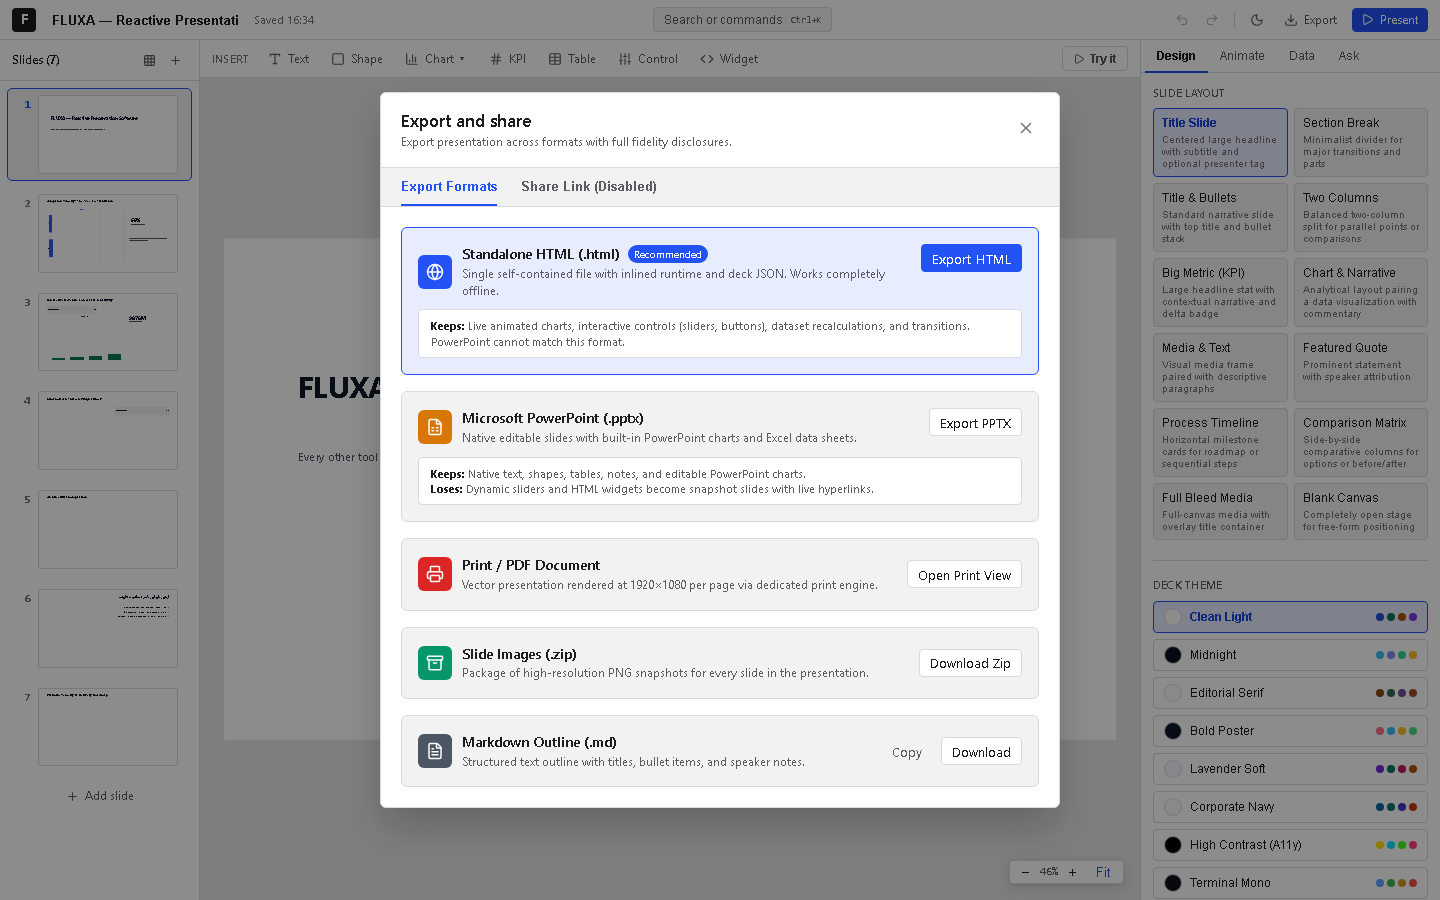 F
FLUXA — Reactive Presentati
Saved 16:34
Search or commands Ctrl+K
Export
Present
Slides (7)
INSERT
Text
Shape
Chart
KPI
Table
Control
Widget
Try it
Design
Animate
Data
Ask
1
FLUXA — Reactive Presentation Software
2
3
4
5
6
7
Add slide
FLUXA
Every other tool
Export and share
Export presentation across formats with full fidelity disclosures.
Export Formats
Share Link (Disabled)
Standalone HTML (.html)
Recommended
Single self-contained file with inlined runtime and deck JSON. Works completely
offline.
Export HTML
Keeps: Live animated charts, interactive controls (sliders, buttons), dataset recalculations, and transitions.
PowerPoint cannot match this format.
Microsoft PowerPoint (.pptx)
Native editable slides with built-in PowerPoint charts and Excel data sheets.
Export PPTX
Keeps: Native text, shapes, tables, notes, and editable PowerPoint charts.
Loses: Dynamic sliders and HTML widgets become snapshot slides with live hyperlinks.
Print / PDF Document
Vector presentation rendered at 1920×1080 per page via dedicated print engine.
Open Print View
Slide Images (.zip)
Package of high-resolution PNG snapshots for every slide in the presentation.
Download Zip
Markdown Outline (.md)
Structured text outline with titles, bullet items, and speaker notes.
Copy
Download
46%
Fit
SLIDE LAYOUT
Title Slide
Centered large headline
with subtitle and
optional presenter tag
Section Break
Minimalist divider for
major transitions and
parts
Title & Bullets
Standard narrative slide
with top title and bullet
stack
Two Columns
Balanced two-column
split for parallel points or
comparisons
Big Metric (KPI)
Large headline stat with
contextual narrative and
delta badge
Chart & Narrative
Analytical layout pairing
a data visualization with
commentary
Media & Text
Visual media frame
paired with descriptive
paragraphs
Featured Quote
Prominent statement
with speaker attribution
Process Timeline
Horizontal milestone
cards for roadmap or
sequential steps
Comparison Matrix
Side-by-side
comparative columns for
options or before/after
Full Bleed Media
Full-canvas media with
overlay title container
Blank Canvas
Completely open stage
for free-form positioning
DECK THEME
Clean Light
Midnight
Editorial Serif
Bold Poster
Lavender Soft
Corporate Navy
High Contrast (A11y)
Terminal Mono